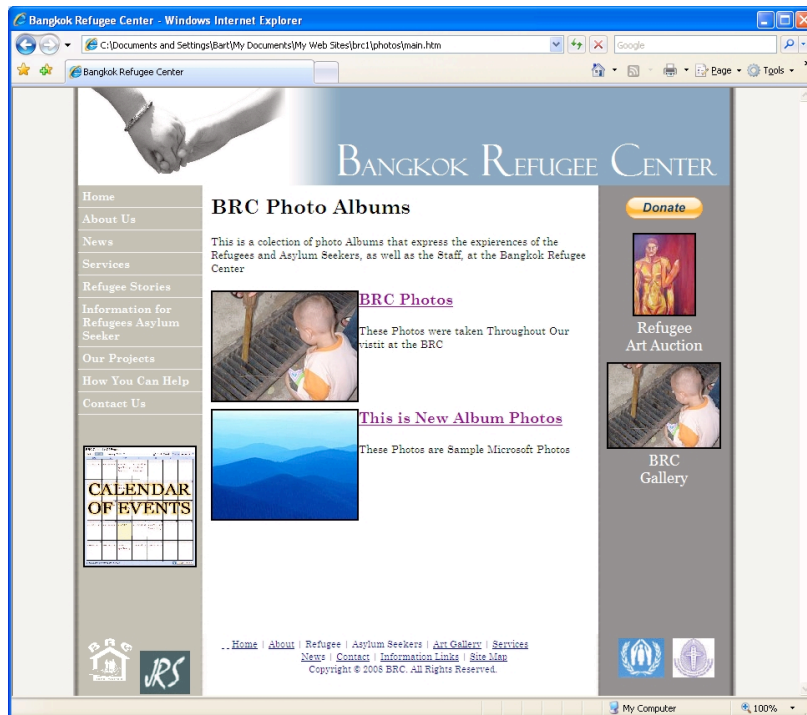 Bangkok Refugee Center - Windows Internet Explorer
C:\Documents and Settings\Bart\My Documents\My Web Sites\brc1\photos\main.htm
Google
Bangkok Refugee Center
Page
Tools
BANGKOK REFUGEE CENTER
Home
About Us
News
Services
Refugee Stories
Information for
Refugees Asylum
Seeker
Our Projects
How You Can Help
Contact Us
CALENDAR
OF EVENTS
BRC
JRS
BRC Photo Albums
This is a colection of photo Albums that express the expierences of the
Refugees and Asylum Seekers, as well as the Staff, at the Bangkok Refugee
Center
BRC Photos
These Photos were taken Throughout Our
vistit at the BRC
This is New Album Photos
These Photos are Sample Microsoft Photos
Donate
Refugee
Art Auction
BRC
Gallery
Home | About | Refugee | Asylum Seekers | Art Gallery | Services
News | Contact | Information Links | Site Map
Copyright © 2008 BRC. All Rights Reserved.
My Computer
100%